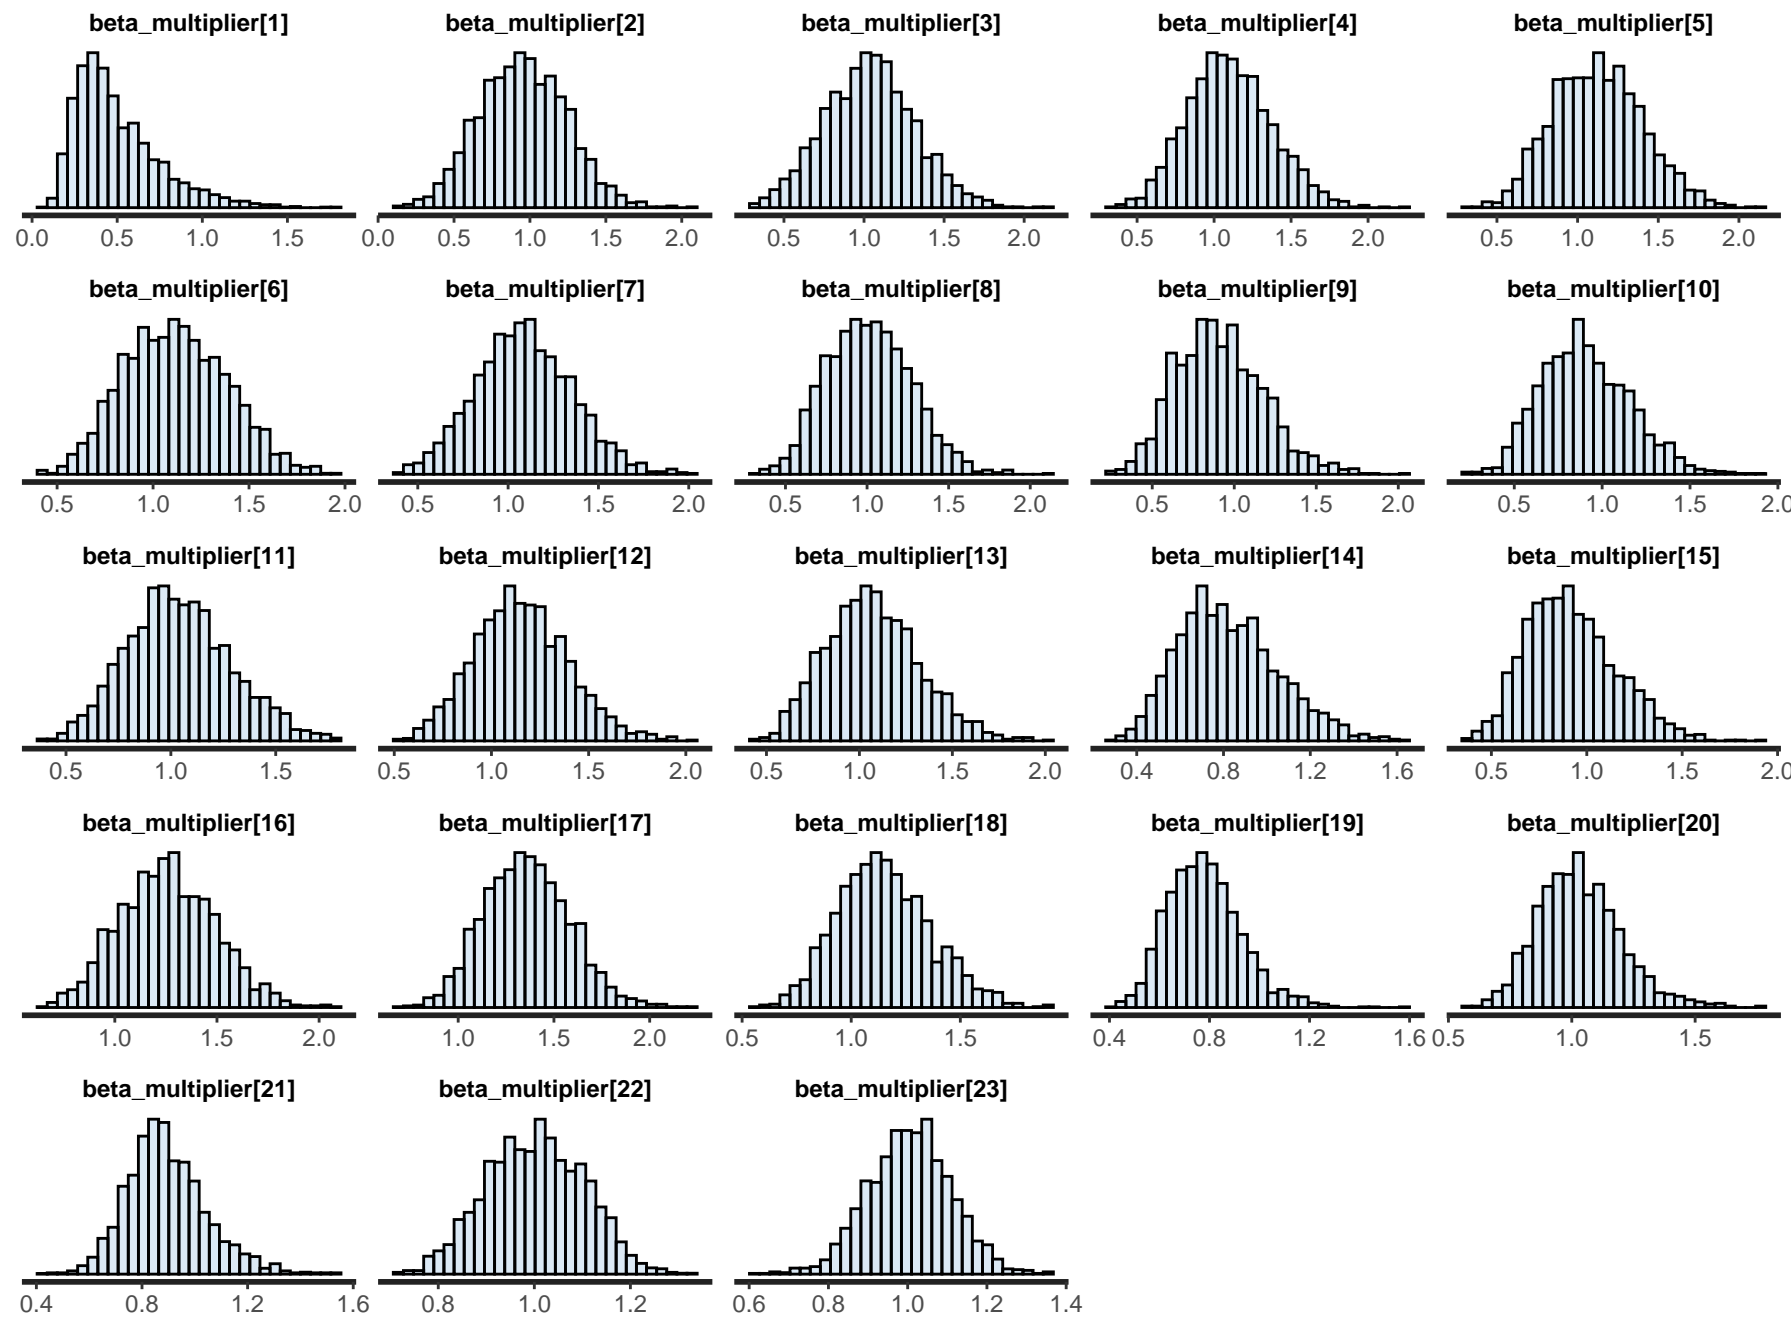 beta_multiplier[1] beta_multiplier[2] beta_multiplier[3] beta_multiplier[4] beta_multiplier[5]
0.0 0.5 1.0 1.5 0.0 0.5 1.0 1.5 2.0 0.5 1.0 1.5 2.0 0.5 1.0 1.5 2.0 0.5 1.0 1.5 2.0
beta_multiplier[6] beta_multiplier[7] beta_multiplier[8] beta_multiplier[9] beta_multiplier[10]
0.5 1.0 1.5 2.0 0.5 1.0 1.5 2.0 0.5 1.0 1.5 2.0 0.5 1.0 1.5 2.0 0.5 1.0 1.5 2.0
beta_multiplier[11] beta_multiplier[12] beta_multiplier[13] beta_multiplier[14] beta_multiplier[15]
0.5 1.0 1.5 0.5 1.0 1.5 2.0 0.5 1.0 1.5 2.0 0.4 0.8 1.2 1.6 0.5 1.0 1.5 2.0
beta_multiplier[16] beta_multiplier[17] beta_multiplier[18] beta_multiplier[19] beta_multiplier[20]
1.0 1.5 2.0 1.0 1.5 2.0 0.5 1.0 1.5 0.4 0.8 1.2 1.6 0.5 1.0 1.5
beta_multiplier[21] beta_multiplier[22] beta_multiplier[23]
0.4 0.8 1.2 1.6 0.8 1.0 1.2 0.6 0.8 1.0 1.2 1.4